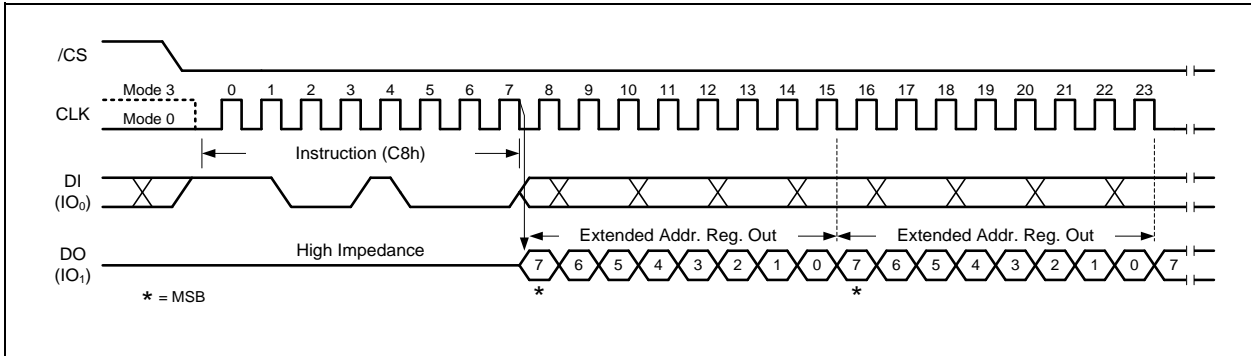 /CS
Mode 3
0 1 2 3 4 5 6 7 8 9 10 11 12 13 14 15 16 17 18 19 20 21 22 23
CLK
Mode 0
Instruction (C8h)
DI
(IO₀)
Extended Addr. Reg. Out Extended Addr. Reg. Out
High Impedance
DO
(IO₁)
7 6 5 4 3 2 1 0 7 6 5 4 3 2 1 0 7
* *
* = MSB